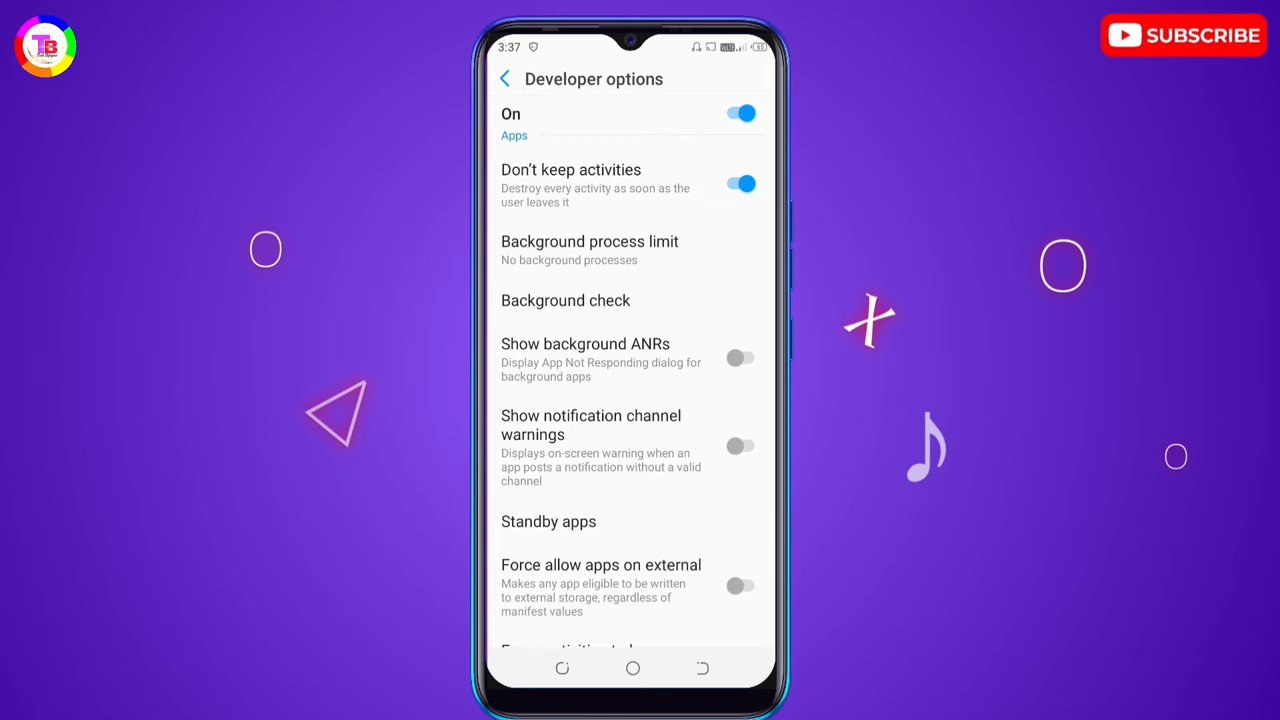 TB
SUBSCRIBE
3:37
65
Developer options
On
Apps
Don't keep activities
Destroy every activity as soon as the
user leaves it
Background process limit
No background processes
Background check
Show background ANRs
Display App Not Responding dialog for
background apps
Show notification channel
warnings
Displays on-screen warning when an
app posts a notification without a valid
channel
Standby apps
Force allow apps on external
Makes any app eligible to be written
to external storage, regardless of
manifest values